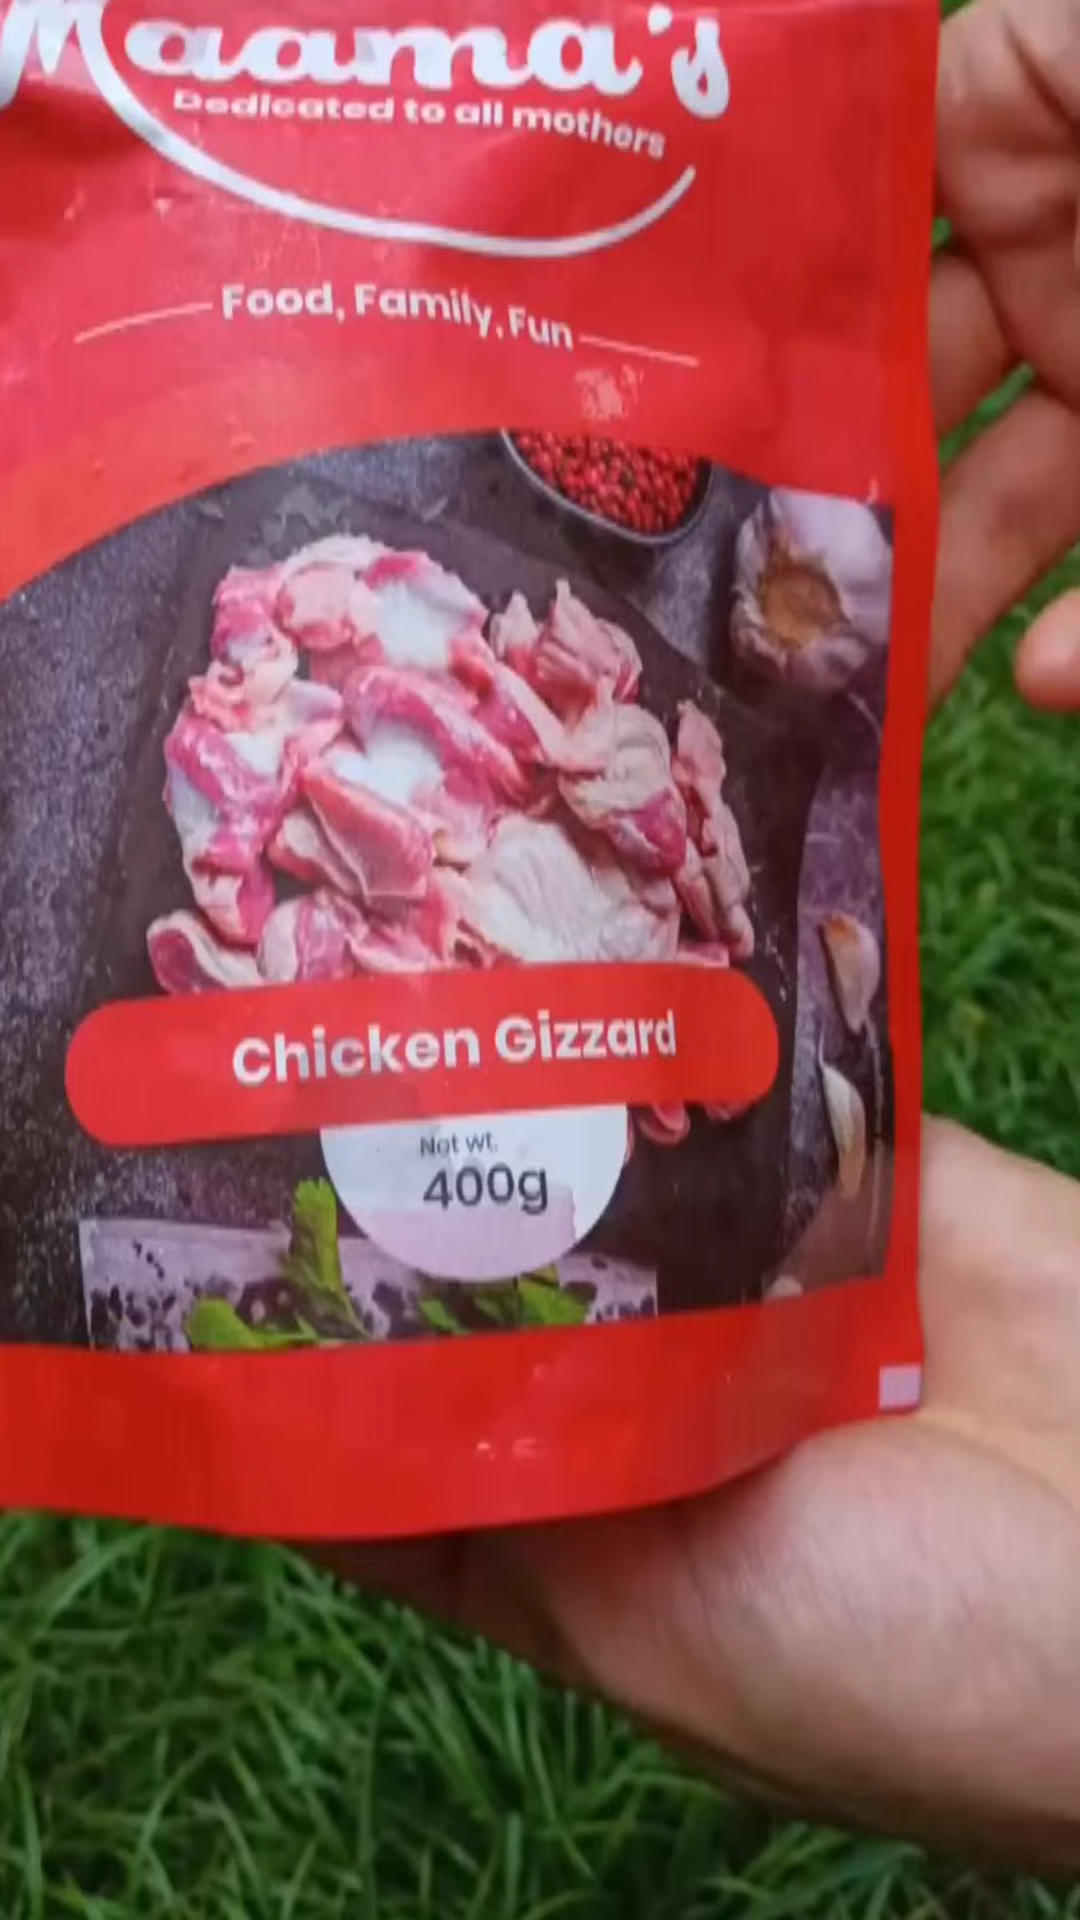 Maama's
Dedicated to all mothers
Food, Family, Fun
Chicken Gizzard
Net wt.
400g